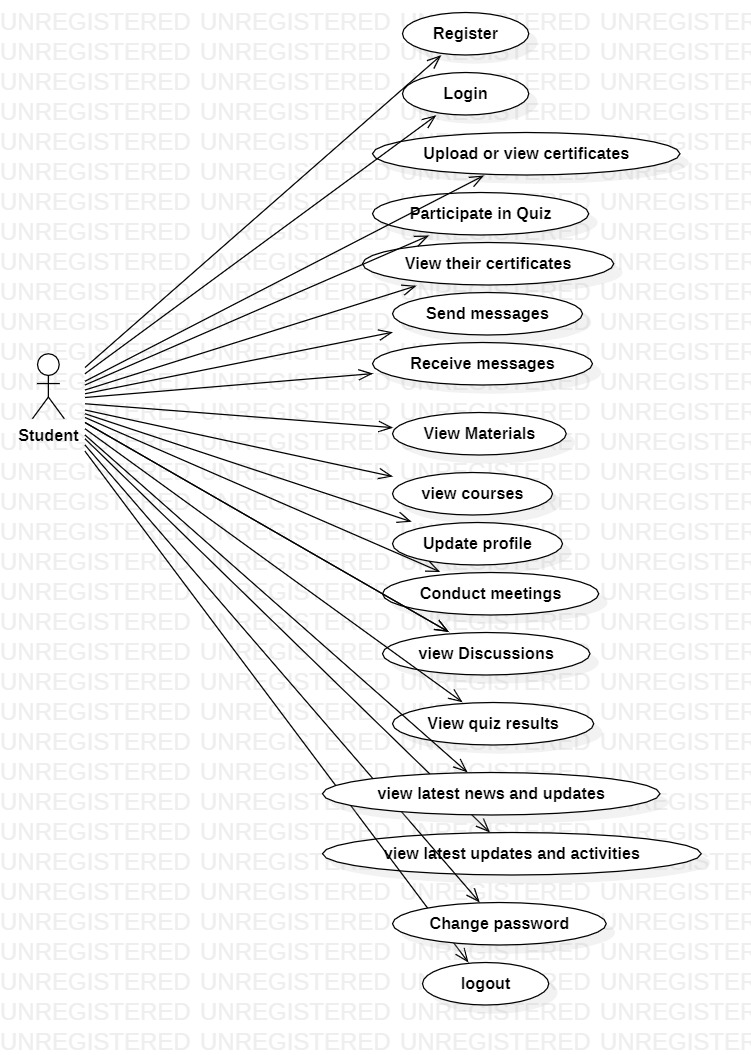 Register
Login
Upload or view certificates
Participate in Quiz
View their certificates
Send messages
Receive messages
Student
View Materials
view courses
Update profile
Conduct meetings
view Discussions
View quiz results
view latest news and updates
view latest updates and activities
Change password
logout
UNREGISTERED